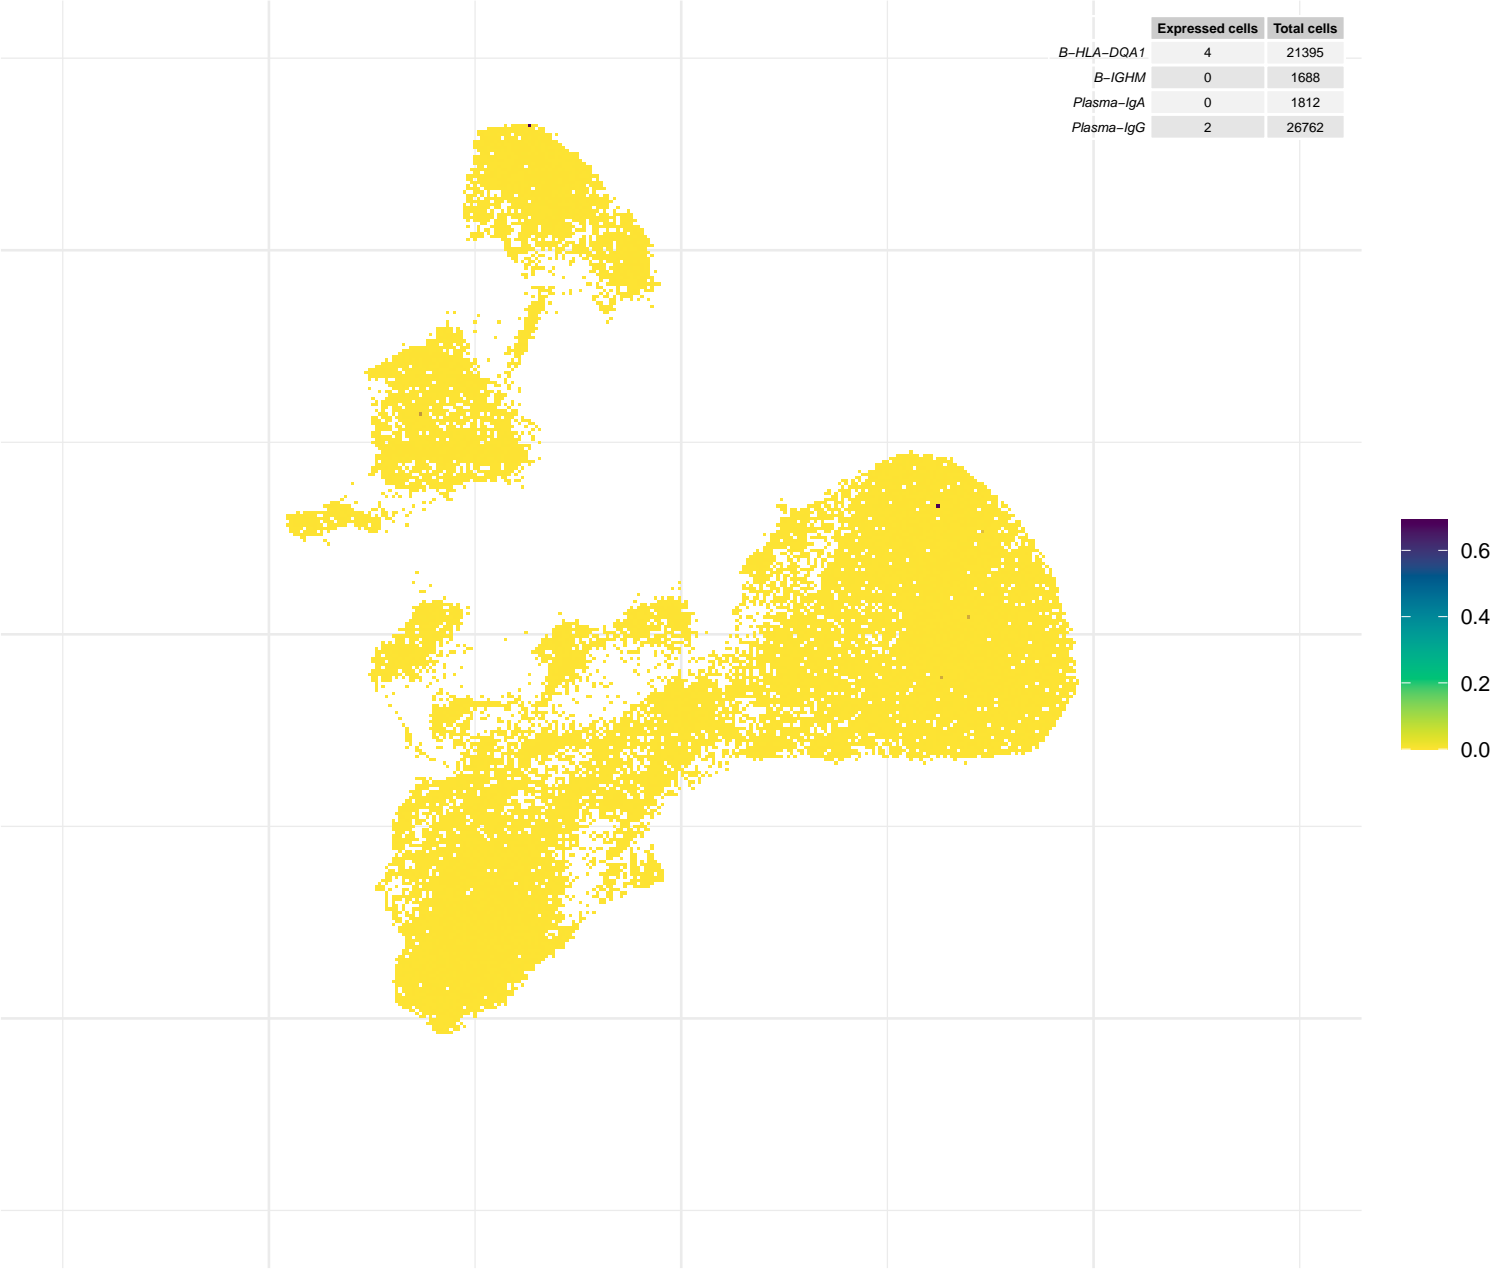 Expressed cells Total cells
B−HLA−DQA1 4 21395
B−IGHM 0 1688
Plasma−IgA 0 1812
Plasma−IgG 2 26762
0.6
0.4
0.2
0.0